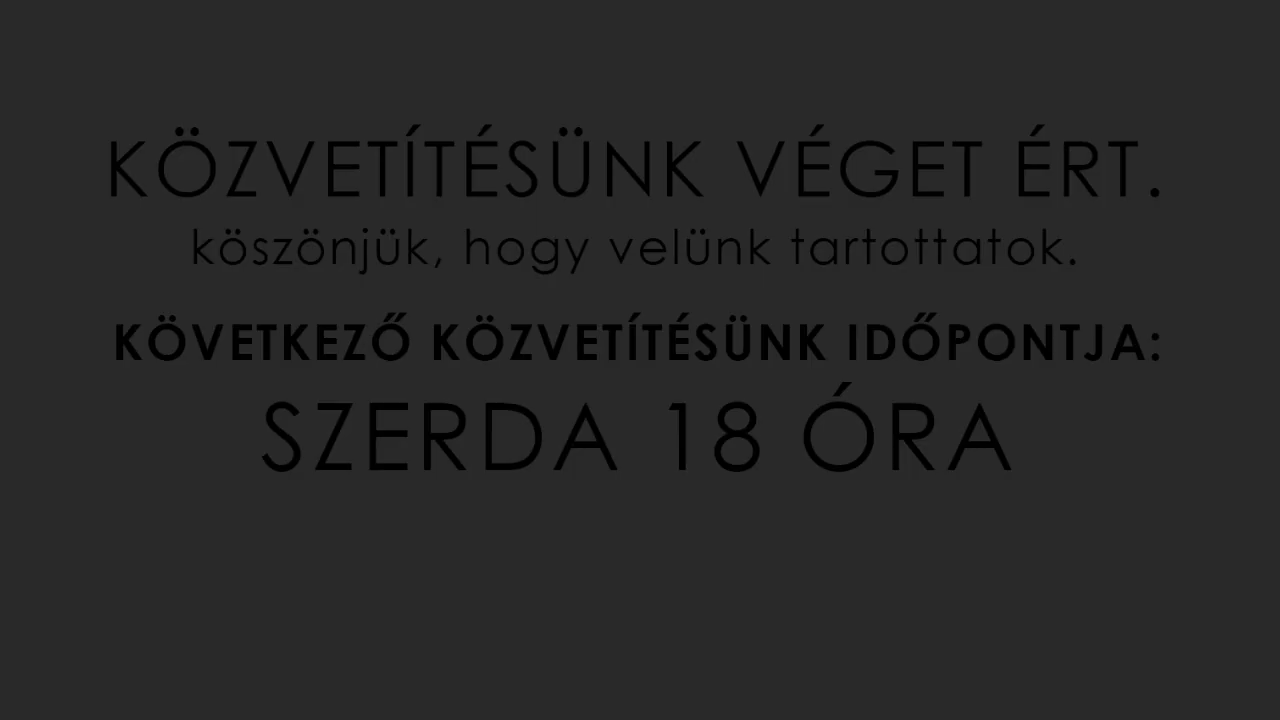 KÖZVETÍTÉSÜNK VÉGET ÉRT.
köszönjük, hogy velünk tartottatok.
KÖVETKEZŐ KÖZVETÍTÉSÜNK IDŐPONTJA:
SZERDA 18 ÓRA